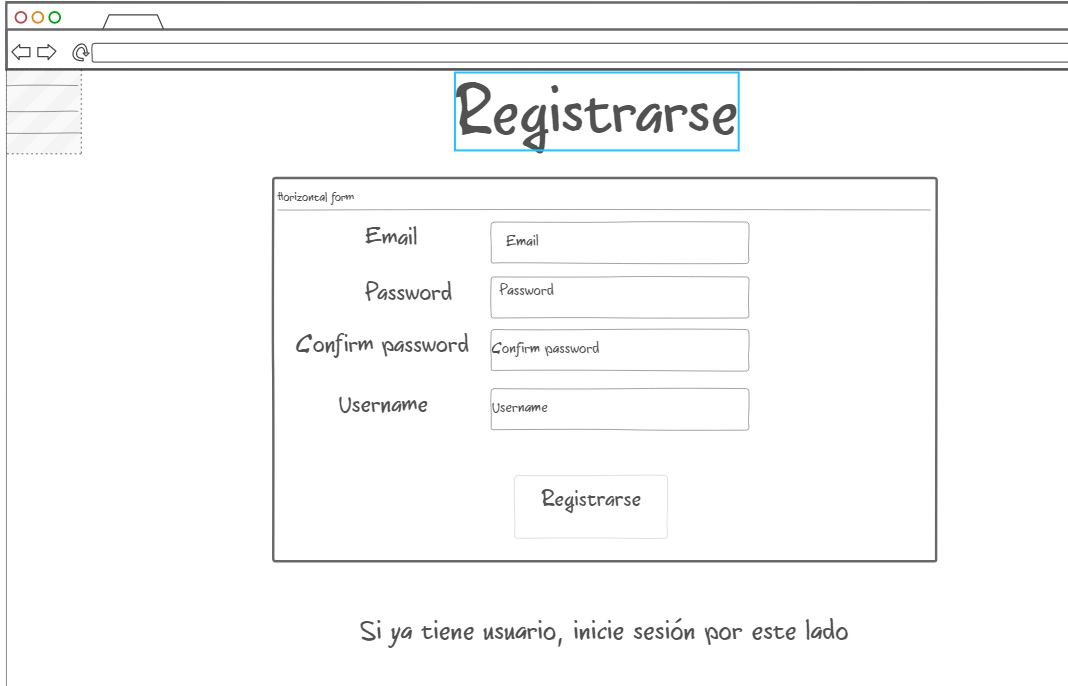 Registrarse
Horizontal form
Email
Email
Password
Password
Confirm password
Confirm password
Username
Username
Registrarse
Si ya tiene usuario, inicie sesión por este lado